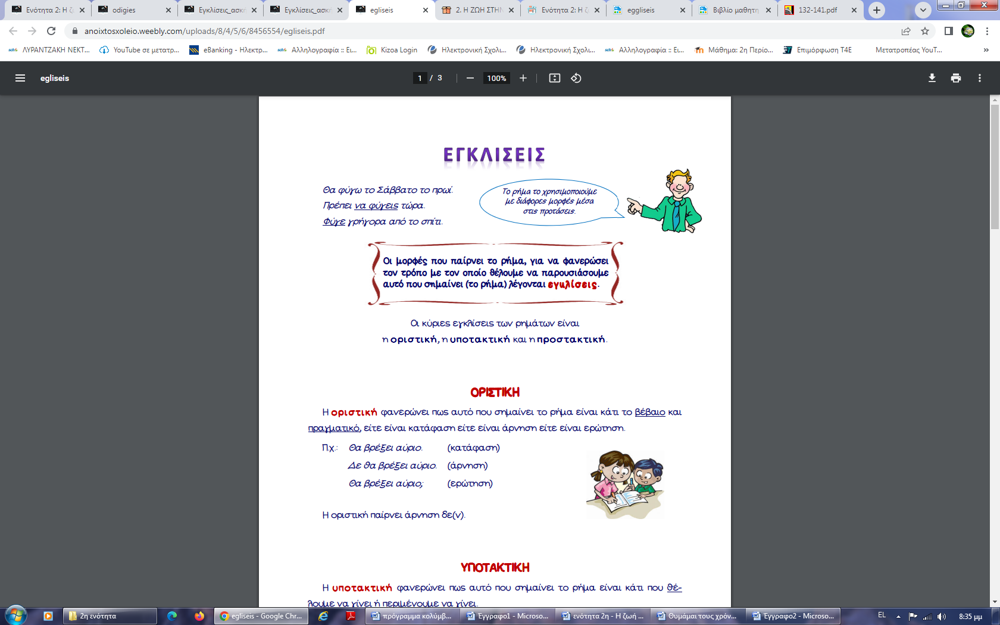 Ενότητα 2: Η ζ
odigies
Εγκλίσεις_ασκη
Εγκλίσεις_ασκη
egliseis
2. Η ΖΩΗ ΣΤΗΝ
Ενότητα 2: Η ζ
eggliseis
Βιβλίο μαθητη
132-141.pdf
anoixtosxoleio.weebly.com/uploads/8/4/5/6/8456554/egliseis.pdf
ΛΥΡΑΝΤΖΑΚΗ ΝΕΚΤ...
YouTube σε μετατρ...
eBanking - Ηλεκτρ...
Αλληλογραφία :: Ει...
Kizoa Login
Ηλεκτρονική Σχολι...
Ηλεκτρονική Σχολι...
Αλληλογραφία :: Ει...
Μάθημα: 2η Περίο...
Επιμόρφωση Τ4Ε
Μετατροπέας YouT...
egliseis
1 / 3
100%
ΕΓΚΛΙΣΕΙΣ
Θα φύγω το Σάββατο το πρωί.
Πρέπει να φύγεις τώρα.
Φύγε γρήγορα από το σπίτι.
Το ρήμα το χρησιμοποιούμε
με διάφορες μορφές μέσα
στις προτάσεις.
Οι μορφές που παίρνει το ρήμα, για να φανερώσει
τον τρόπο με τον οποίο θέλουμε να παρουσιάσουμε
αυτό που σημαίνει (το ρήμα) λέγονται εγκλίσεις.
Οι κύριες εγκλίσεις των ρημάτων είναι
η οριστική, η υποτακτική και η προστακτική.
ΟΡΙΣΤΙΚΗ
Η οριστική φανερώνει πως αυτό που σημαίνει το ρήμα είναι κάτι το βέβαιο και
πραγματικό, είτε είναι κατάφαση είτε είναι άρνηση είτε είναι ερώτηση.
Π.χ.: Θα βρέξει αύριο. (κατάφαση)
Δε θα βρέξει αύριο. (άρνηση)
Θα βρέξει αύριο; (ερώτηση)
Η οριστική παίρνει άρνηση δε(ν).
ΥΠΟΤΑΚΤΙΚΗ
Η υποτακτική φανερώνει πως αυτό που σημαίνει το ρήμα είναι κάτι που θέ-
λουμε να γίνει ή περιμένουμε να γίνει.
2η ενότητα
egliseis - Google Chr...
πρόγραμμα κολύμβ...
Έγγραφο1 - Microso...
ενότητα 2η - Η ζωή ...
Θυμάμαι τους χρόν...
Έγγραφο2 - Microso...
EL
8:35 μμ